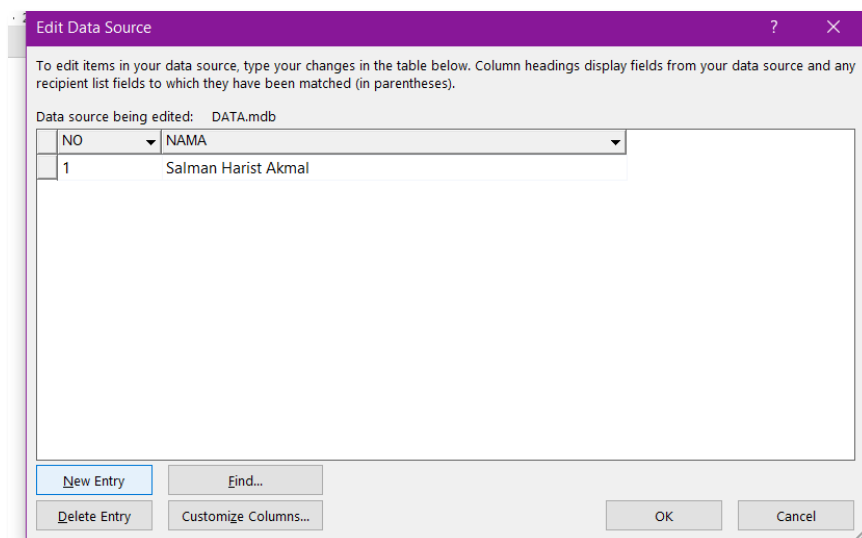 Edit Data Source
?
To edit items in your data source, type your changes in the table below. Column headings display fields from your data source and any
recipient list fields to which they have been matched (in parentheses).
Data source being edited: DATA.mdb
NO NAMA
1 Salman Harist Akmal
New Entry Find...
Delete Entry Customize Columns... OK Cancel